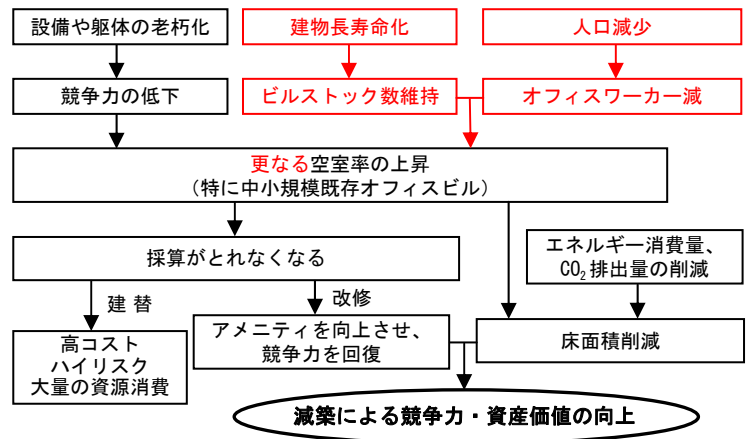 設備や躯体の老朽化
建物長寿命化
人口減少
競争力の低下
ビルストック数維持
オフィスワーカー減
更なる空室率の上昇
（特に中小規模既存オフィスビル）
採算がとれなくなる
エネルギー消費量、
CO₂排出量の削減
建 替
改修
高コスト
ハイリスク
大量の資源消費
アメニティを向上させ、
競争力を回復
床面積削減
減築による競争力・資産価値の向上